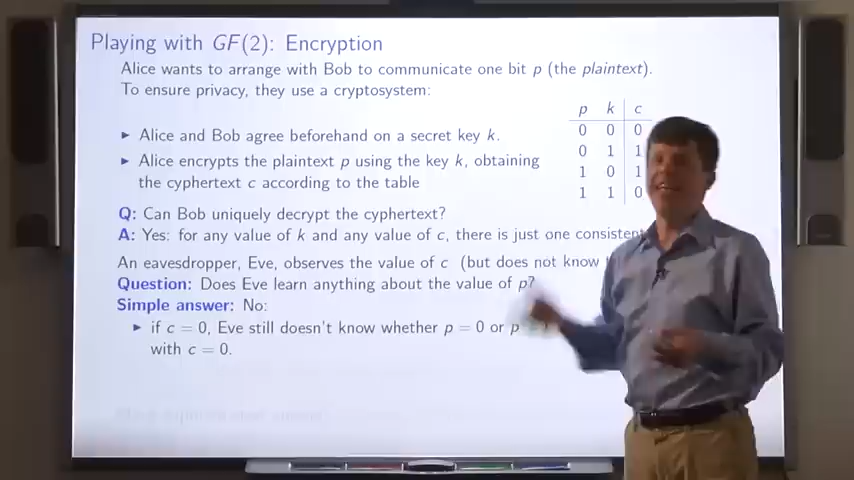 Playing with GF(2): Encryption
Alice wants to arrange with Bob to communicate one bit p (the plaintext).
To ensure privacy, they use a cryptosystem:
▶ Alice and Bob agree beforehand on a secret key k.
▶ Alice encrypts the plaintext p using the key k, obtaining
the cyphertext c according to the table
p k c
0 0 0
0 1 1
1 0 1
1 1 0
Q: Can Bob uniquely decrypt the cyphertext?
A: Yes: for any value of k and any value of c, there is just one consistent
An eavesdropper, Eve, observes the value of c (but does not know
Question: Does Eve learn anything about the value of p?
Simple answer: No:
▶ if c = 0, Eve still doesn't know whether p = 0 or p
with c = 0.